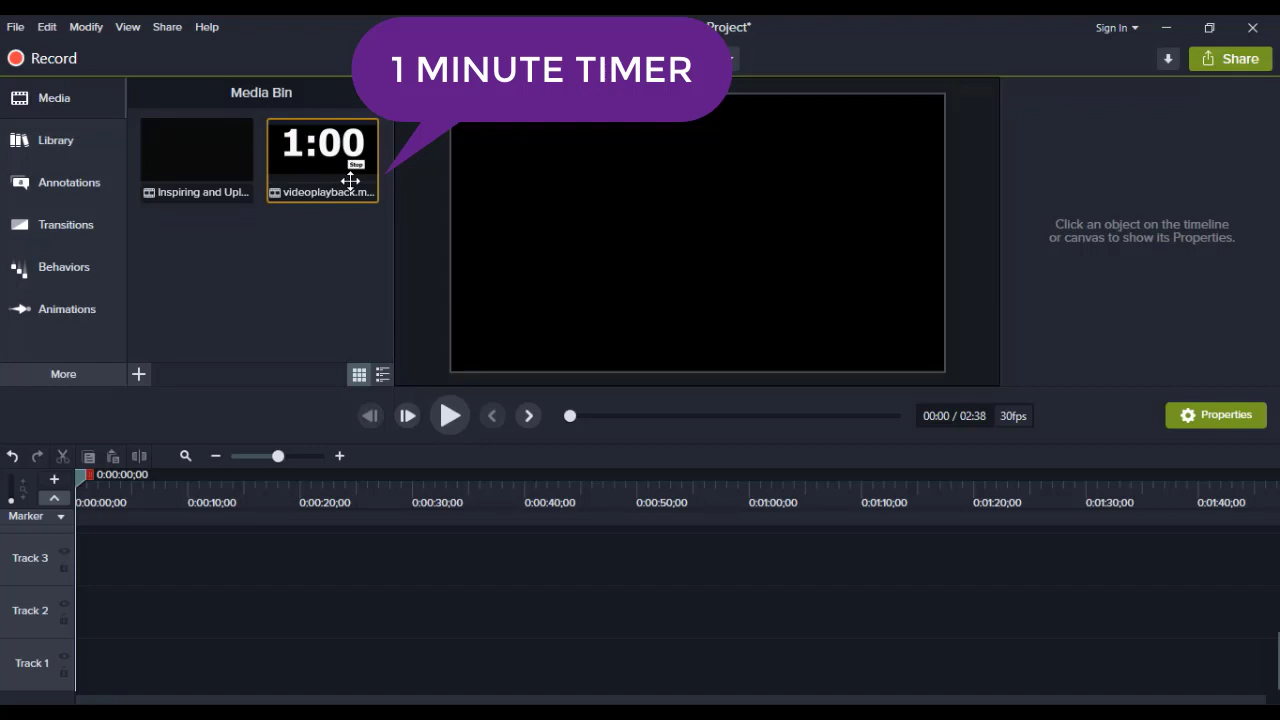 File Edit Modify View Share Help
Project*
Sign In
Record
1 MINUTE TIMER
Share
Media
Library
Annotations
Transitions
Behaviors
Animations
More
Media Bin
1:00
Stop
Inspiring and Upl...
videoplayback.m...
Click an object on the timeline
or canvas to show its Properties.
00:00 / 02:38 30fps
Properties
0:00:00;00
0:00:00;00 0:00:10;00 0:00:20;00 0:00:30;00 0:00:40;00 0:00:50;00 0:01:00;00 0:01:10;00 0:01:20;00 0:01:30;00 0:01:40;00
Marker
Track 3
Track 2
Track 1